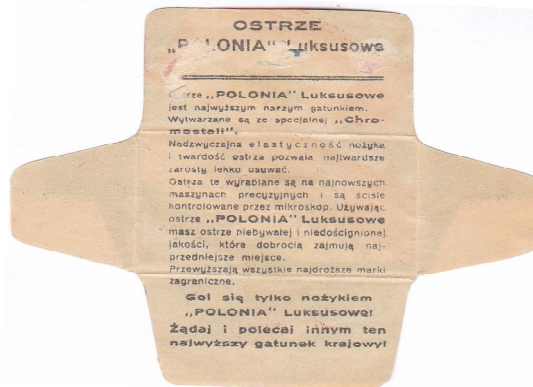 OSTRZE
„POLONIA” Luksusowe
„POLONIA” Luksusowe
jest najwyższym naszym gatunkiem.
Wytwarzane są ze specjalnej „Chro-
mostali”.
Nadzwyczajna elastyczność nożyka
i twardość ostrza pozwala najtwardsze
zarosty lekko usuwać.
Ostrza te wyrabiane są na najnowszych
maszynach precyzyjnych i są ściśle
kontrolowane przez mikroskop. Używając
ostrze „POLONIA” Luksusowe
masz ostrze niebywałej i niedoścignionej
jakości, które dobrocią zajmują naj-
przedniejsze miejsce.
Przewyższają wszystkie najdroższe marki
zagraniczne.
Gol się tylko nożykiem
„POLONIA” Luksusowe!
Żądaj i polecaj innym ten
najwyższy gatunek krajowy!